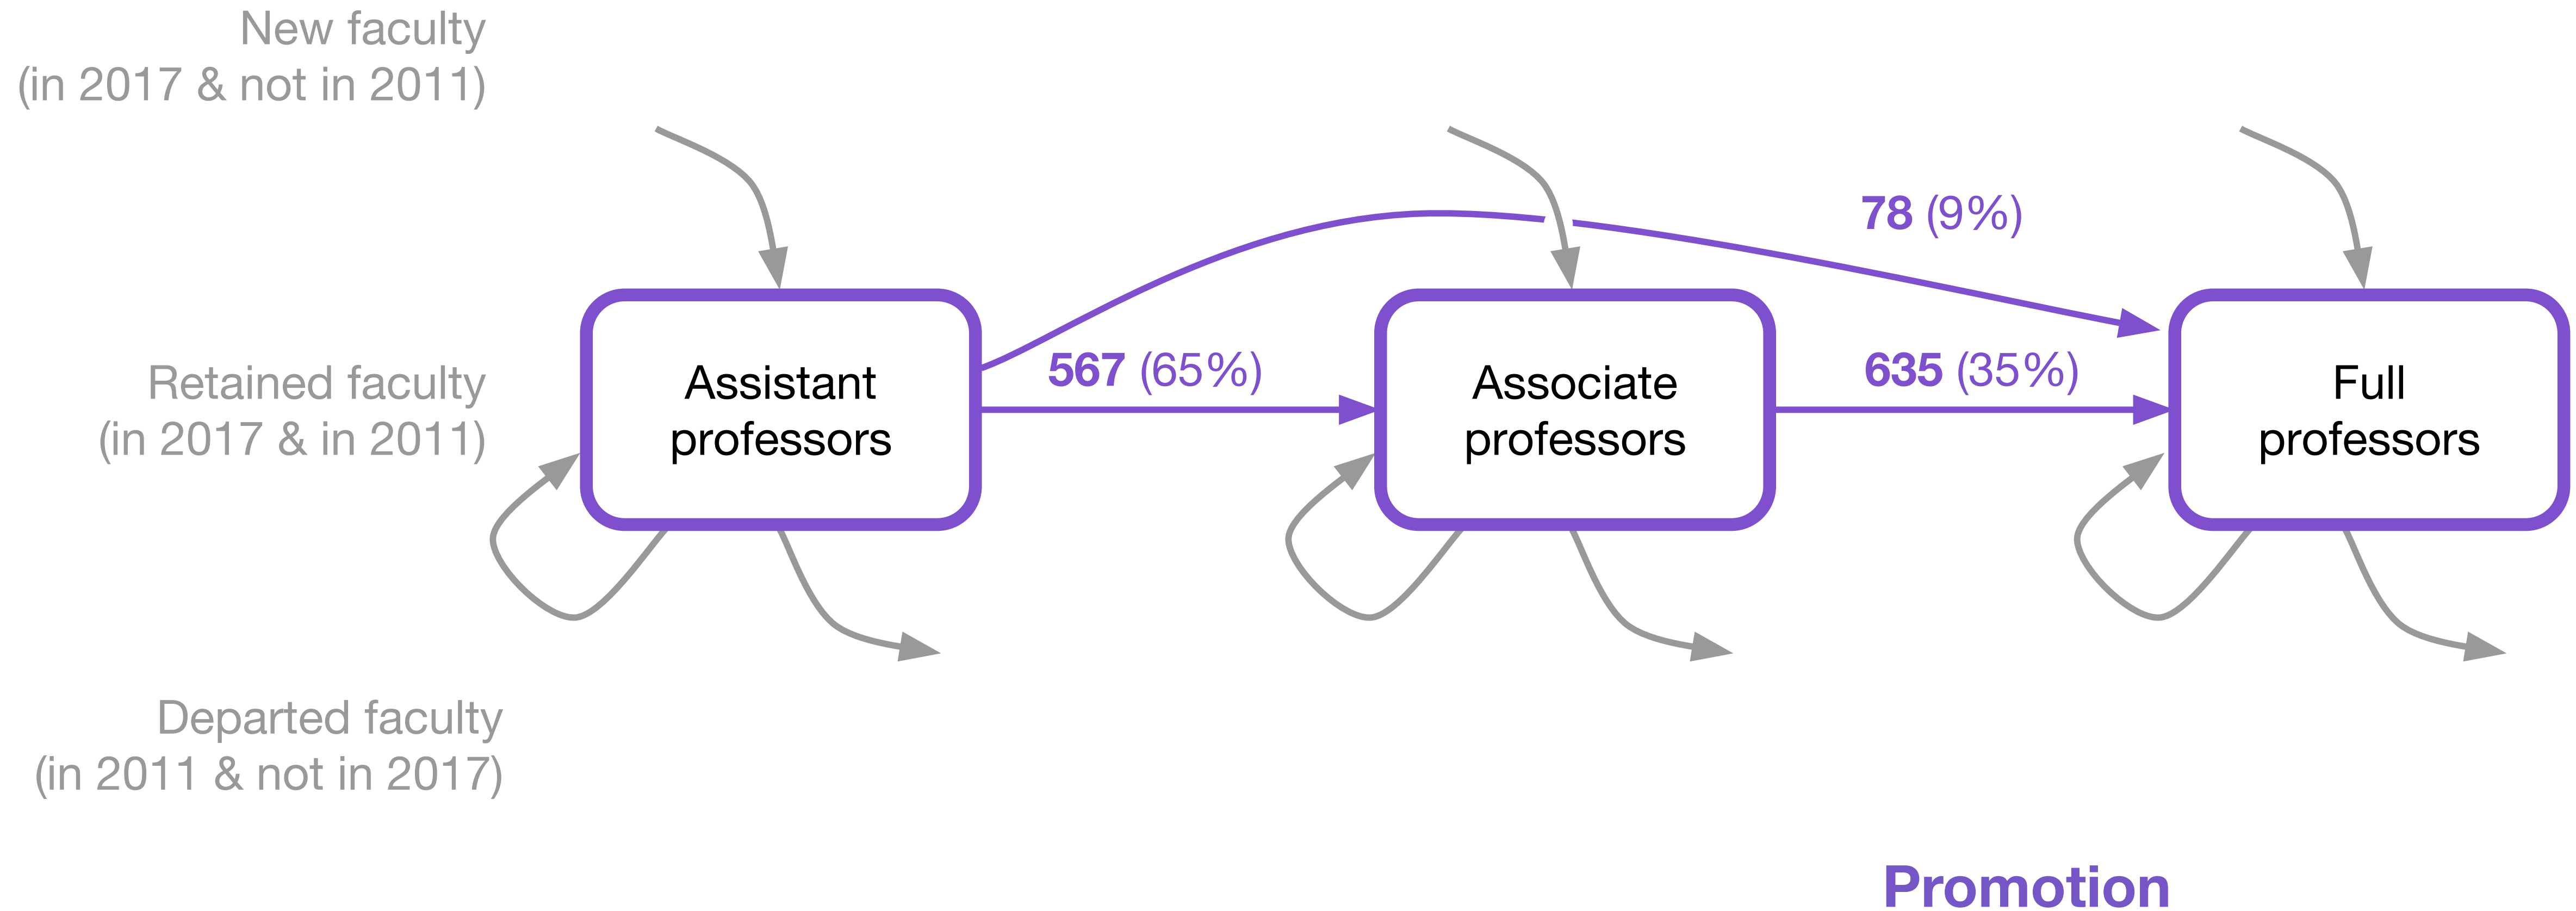 New faculty
(in 2017 & not in 2011)
78 (9%)
Retained faculty
(in 2017 & in 2011)
Assistant
professors
567 (65%)
Associate
professors
635 (35%)
Full
professors
Departed faculty
(in 2011 & not in 2017)
Promotion